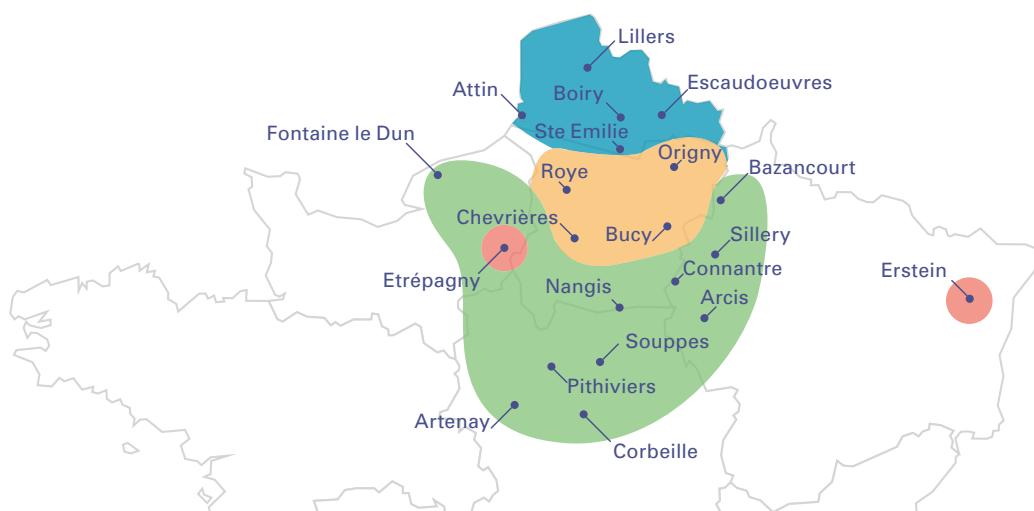 Lillers
Escaudoeuvres
Attin
Boiry
Fontaine le Dun
Ste Emilie
Origny
Bazancourt
Roye
Chevrières
Bucy
Sillery
Etrépagny
Connantre
Erstein
Nangis
Arcis
Souppes
Pithiviers
Artenay
Corbeille